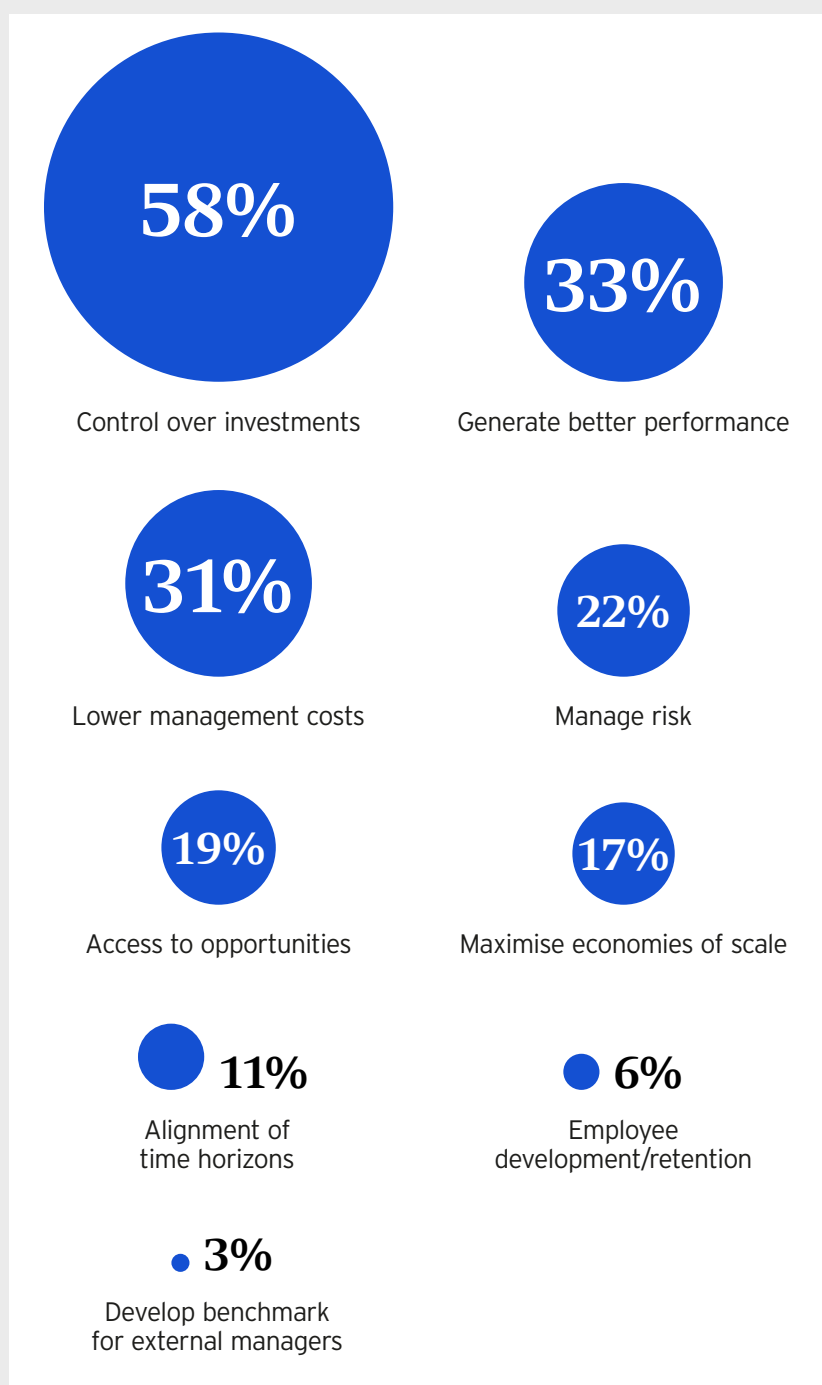 58%
33%
Control over investments
Generate better performance
31%
22%
Lower management costs
Manage risk
19%
17%
Access to opportunities
Maximise economies of scale
11%
6%
Alignment of
time horizons
Employee
development/retention
3%
Develop benchmark
for external managers